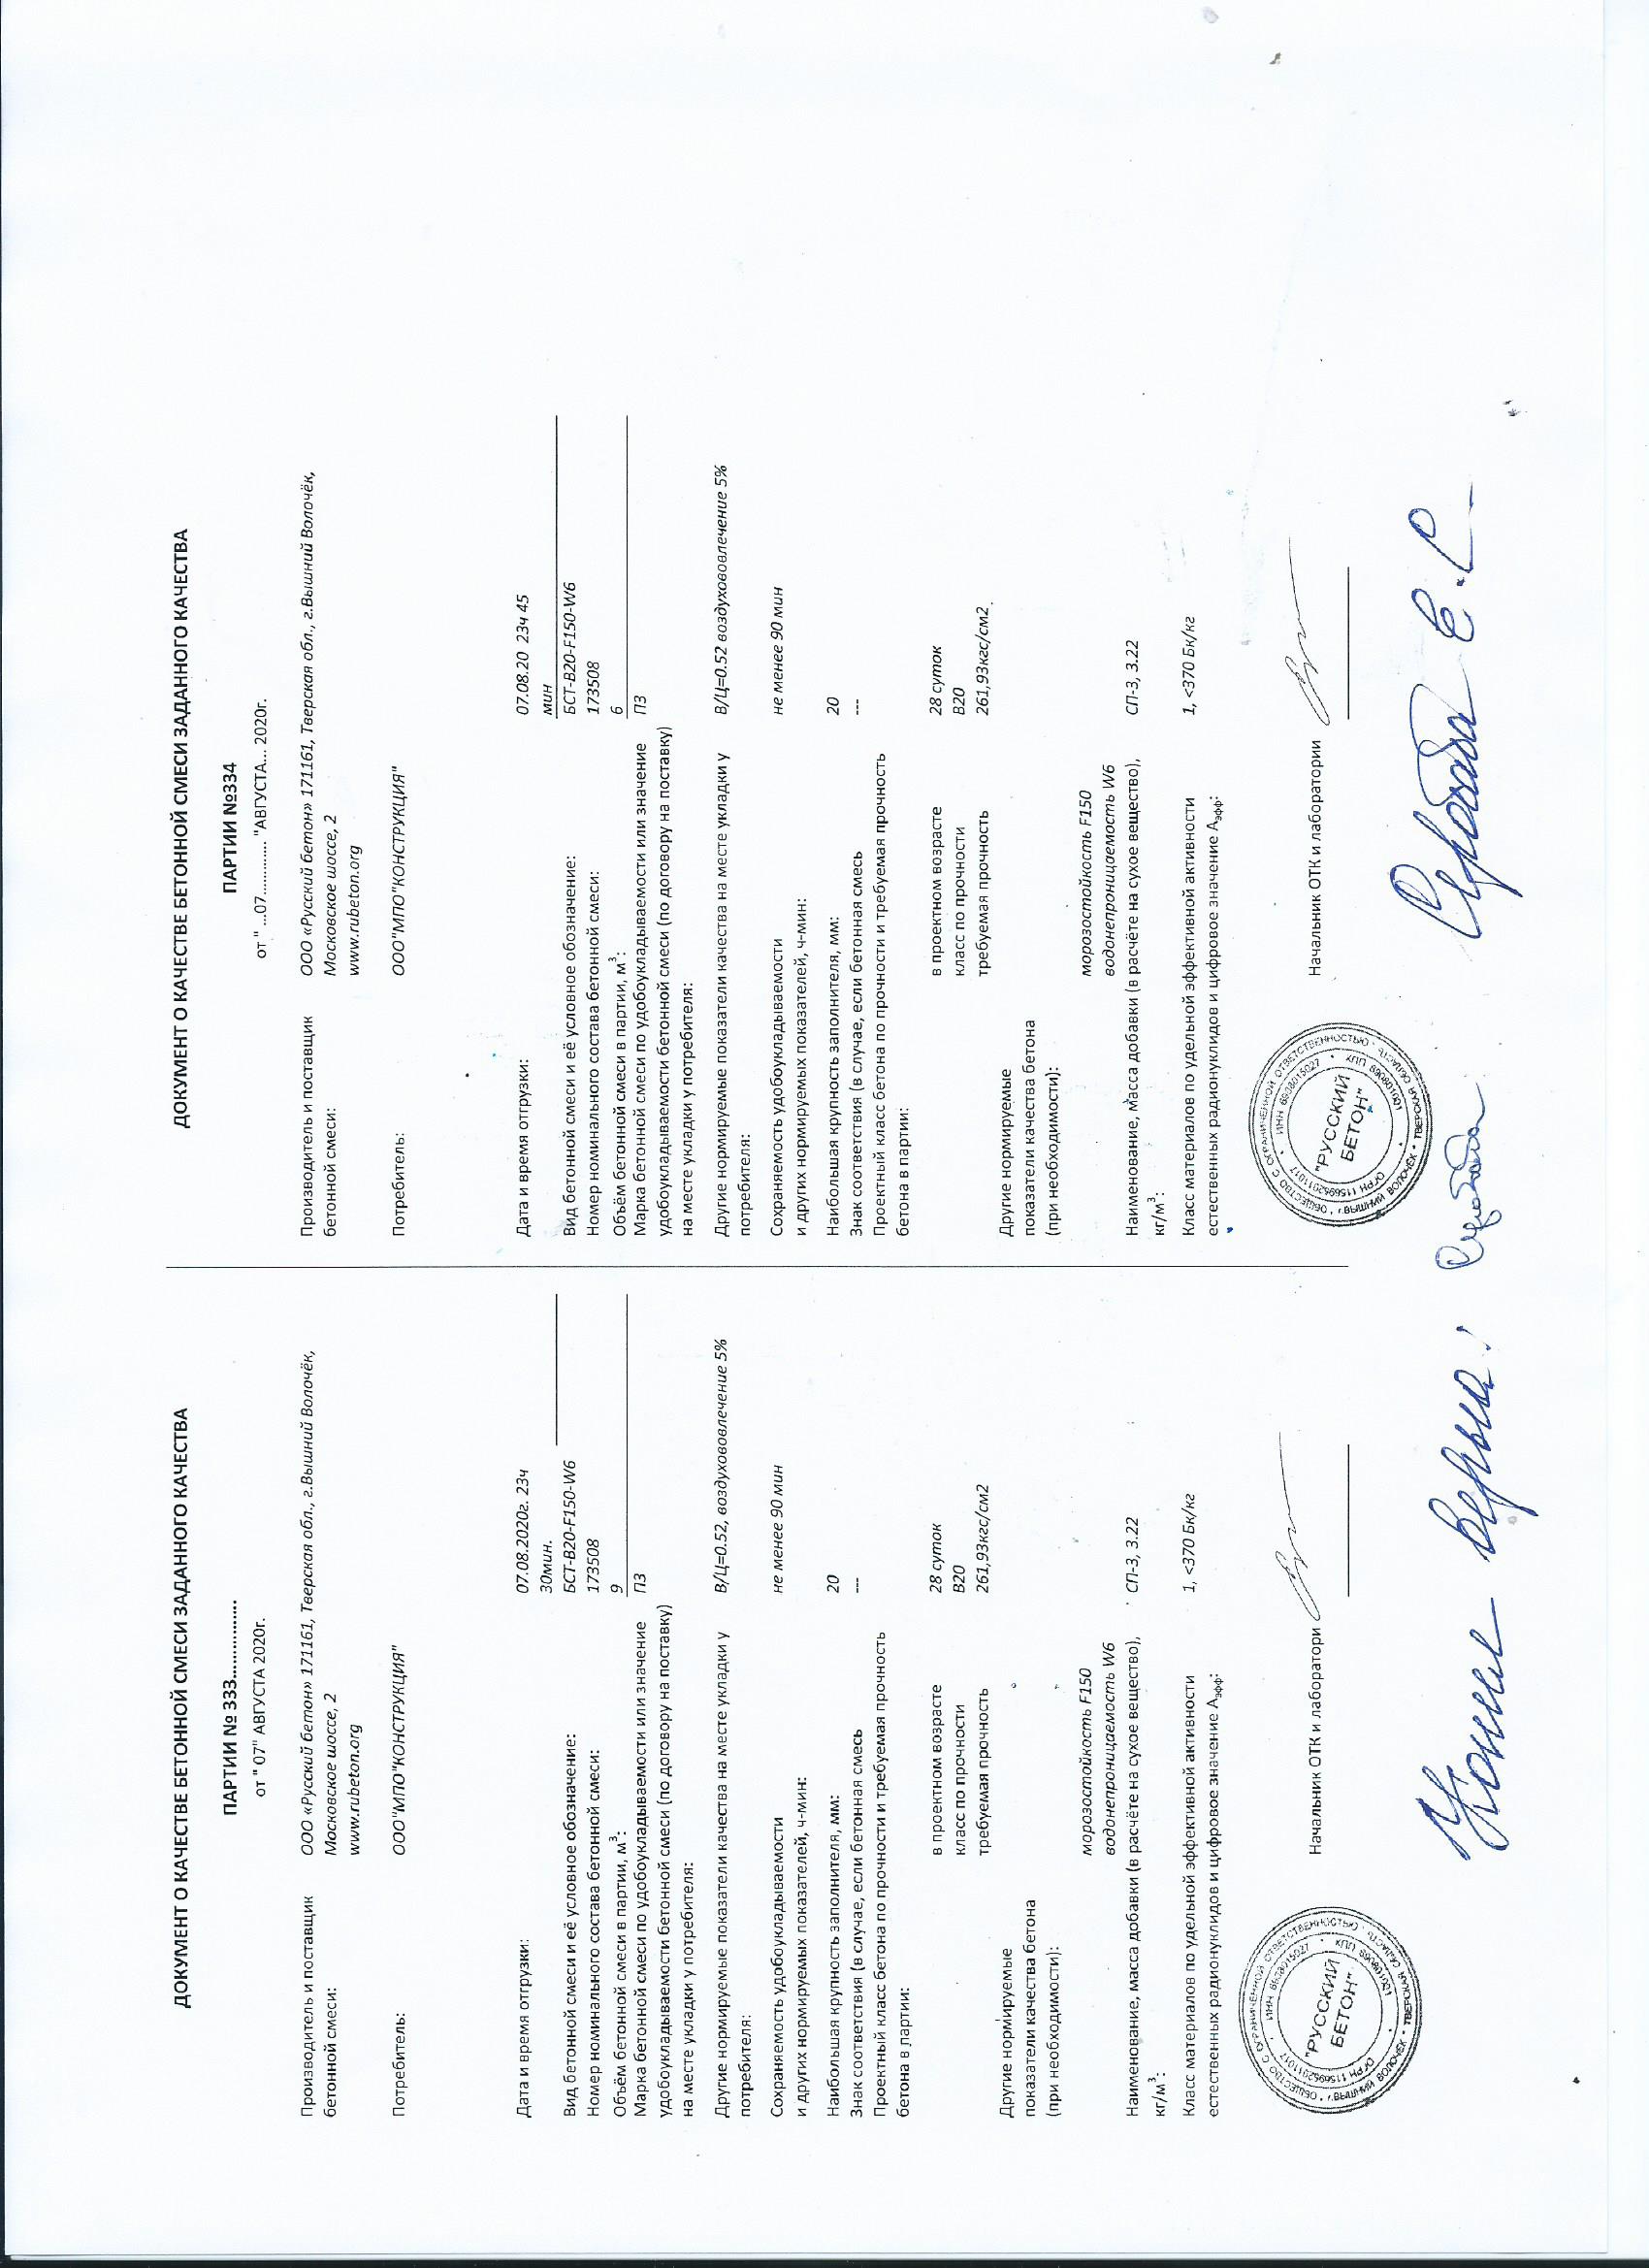 ДОКУМЕНТ О КАЧЕСТВЕ БЕТОННОЙ СМЕСИ ЗАДАННОГО КАЧЕСТВА
ПАРТИИ № 333................
от " 07" АВГУСТА 2020г.
Производитель и поставщик ООО «Русский бетон» 171161, Тверская обл., г.Вышний Волочёк,
бетонной смеси: Московское шоссе, 2
www.rubeton.org
Потребитель: ООО"МПО"КОНСТРУКЦИЯ"
Дата и время отгрузки: 07.08.2020г. 23ч
30мин.
Вид бетонной смеси и её условное обозначение: БСТ-В20-F150-W6
Номер номинального состава бетонной смеси: 173508
Объём бетонной смеси в партии, м³: 9
Марка бетонной смеси по удобоукладываемости или значение П3
удобоукладываемости бетонной смеси (по договору на поставку)
на месте укладки у потребителя:
Другие нормируемые показатели качества на месте укладки у В/Ц=0.52, воздухововлечение 5%
потребителя:
Сохраняемость удобоукладываемости не менее 90 мин
и других нормируемых показателей, ч-мин:
Наибольшая крупность заполнителя, мм: 20
Знак соответствия (в случае, если бетонная смесь ---
Проектный класс бетона по прочности и требуемая прочность
бетона в партии:
в проектном возрасте 28 суток
класс по прочности В20
требуемая прочность 261,93кгс/см2
Другие нормируемые
показатели качества бетона
(при необходимости):
морозостойкость F150
водонепроницаемость W6
Наименование, масса добавки (в расчёте на сухое вещество), СП-3, 3.22
кг/м³:
Класс материалов по удельной эффективной активности 1, <370 Бк/кг
естественных радионуклидов и цифровое значение Аэфф:
Начальник ОТК и лаборатори
ОБЩЕСТВО С ОГРАНИЧЕННОЙ ОТВЕТСТВЕННОСТЬЮ * ТВЕРСКАЯ ОБЛАСТЬ, Г.ВЫШНИЙ ВОЛОЧЁК
"РУССКИЙ
БЕТОН"
ДОКУМЕНТ О КАЧЕСТВЕ БЕТОННОЙ СМЕСИ ЗАДАННОГО КАЧЕСТВА
ПАРТИИ №334
от " ...07............. "АВГУСТА... 2020г.
Производитель и поставщик ООО «Русский бетон» 171161, Тверская обл., г.Вышний Волочёк,
бетонной смеси: Московское шоссе, 2
www.rubeton.org
Потребитель: ООО"МПО"КОНСТРУКЦИЯ"
Дата и время отгрузки: 07.08.20 23ч 45
мин
Вид бетонной смеси и её условное обозначение: БСТ-В20-F150-W6
Номер номинального состава бетонной смеси: 173508
Объём бетонной смеси в партии, м³: 6
Марка бетонной смеси по удобоукладываемости или значение П3
удобоукладываемости бетонной смеси (по договору на поставку)
на месте укладки у потребителя:
Другие нормируемые показатели качества на месте укладки у В/Ц=0.52 воздухововлечение 5%
потребителя:
Сохраняемость удобоукладываемости не менее 90 мин
и других нормируемых показателей, ч-мин:
Наибольшая крупность заполнителя, мм: 20
Знак соответствия (в случае, если бетонная смесь ---
Проектный класс бетона по прочности и требуемая прочность
бетона в партии:
в проектном возрасте 28 суток
класс по прочности В20
требуемая прочность 261,93кгс/см2
Другие нормируемые
показатели качества бетона
(при необходимости):
морозостойкость F150
водонепроницаемость W6
Наименование, масса добавки (в расчёте на сухое вещество), СП-3, 3.22
кг/м³:
Класс материалов по удельной эффективной активности 1, <370 Бк/кг
естественных радионуклидов и цифровое значение Аэфф:
Начальник ОТК и лаборатории
ОБЩЕСТВО С ОГРАНИЧЕННОЙ ОТВЕТСТВЕННОСТЬЮ * ТВЕРСКАЯ ОБЛАСТЬ, Г.ВЫШНИЙ ВОЛОЧЁК
"РУССКИЙ
БЕТОН"
Копия верна: